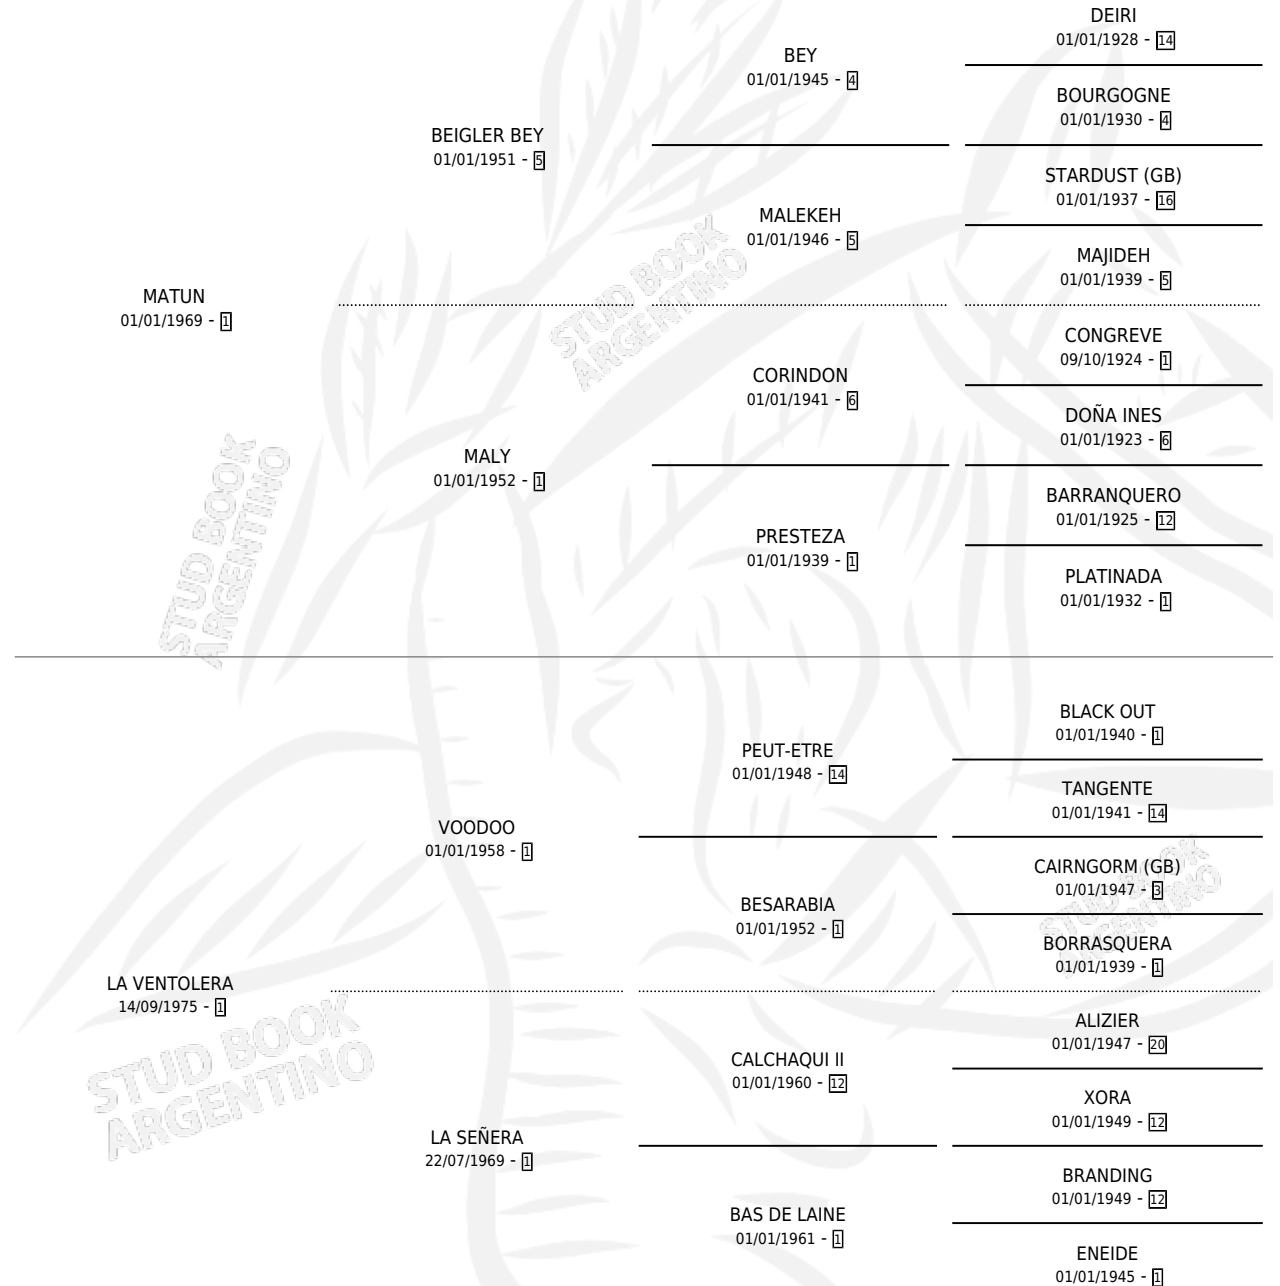 DEIRI
01/01/1928 - 14
BEY
01/01/1945 - 4
BOURGOGNE
01/01/1930 - 4
BEIGLER BEY
01/01/1951 - 5
STARDUST (GB)
01/01/1937 - 16
MALEKEH
01/01/1946 - 5
MAJIDEH
01/01/1939 - 5
MATUN
01/01/1969 - 1
CONGREVE
09/10/1924 - 1
CORINDON
01/01/1941 - 6
DOÑA INES
01/01/1923 - 6
MALY
01/01/1952 - 1
BARRANQUERO
01/01/1925 - 12
PRESTEZA
01/01/1939 - 1
PLATINADA
01/01/1932 - 1
STUD BOOK
ARGENTINO
STUD BOOK
ARGENTINO
BLACK OUT
01/01/1940 - 1
PEUT-ETRE
01/01/1948 - 14
TANGENTE
01/01/1941 - 14
VOODOO
01/01/1958 - 1
CAIRNGORM (GB)
01/01/1947 - 3
BESARABIA
01/01/1952 - 1
BORRASQUERA
01/01/1939 - 1
STUD BOOK
ARGENTINO
LA VENTOLERA
14/09/1975 - 1
ALIZIER
01/01/1947 - 20
CALCHAQUI II
01/01/1960 - 12
XORA
01/01/1949 - 12
LA SEÑERA
22/07/1969 - 1
BRANDING
01/01/1949 - 12
BAS DE LAINE
01/01/1961 - 1
ENEIDE
01/01/1945 - 1
STUD BOOK
ARGENTINO